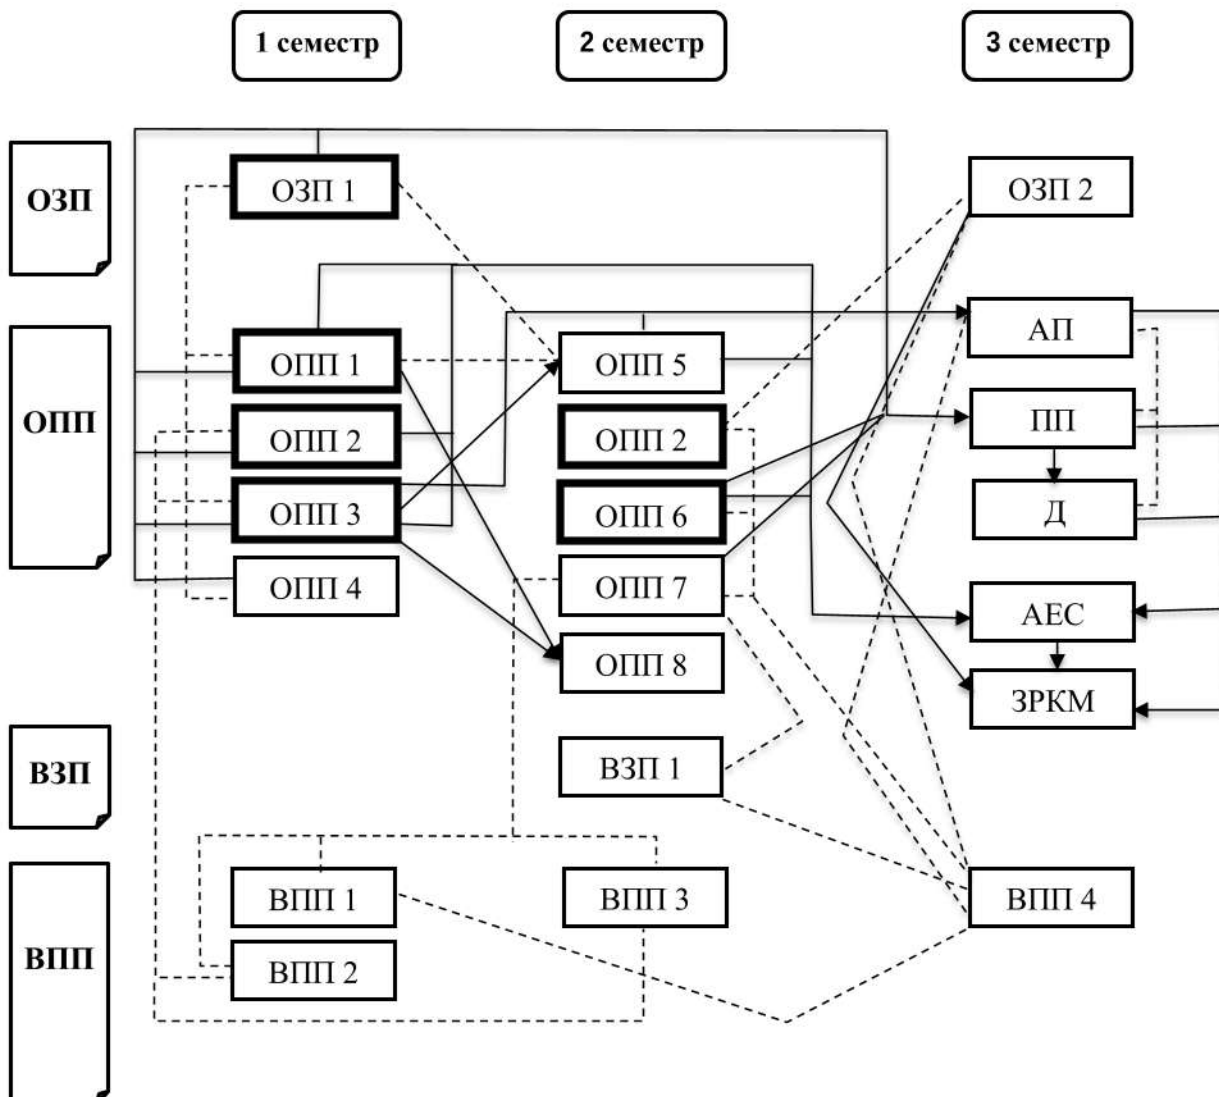 1 семестр 2 семестр 3 семестр
ОЗП ОЗП 1 ОЗП 2
ОПП ОПП 1 ОПП 5 АП
ОПП 2 ОПП 2 ПП
ОПП 3 ОПП 6 Д
ОПП 4 ОПП 7 АЕС
ОПП 8 ЗРКМ
ВЗП ВЗП 1
ВПП ВПП 1 ВПП 3 ВПП 4
ВПП 2